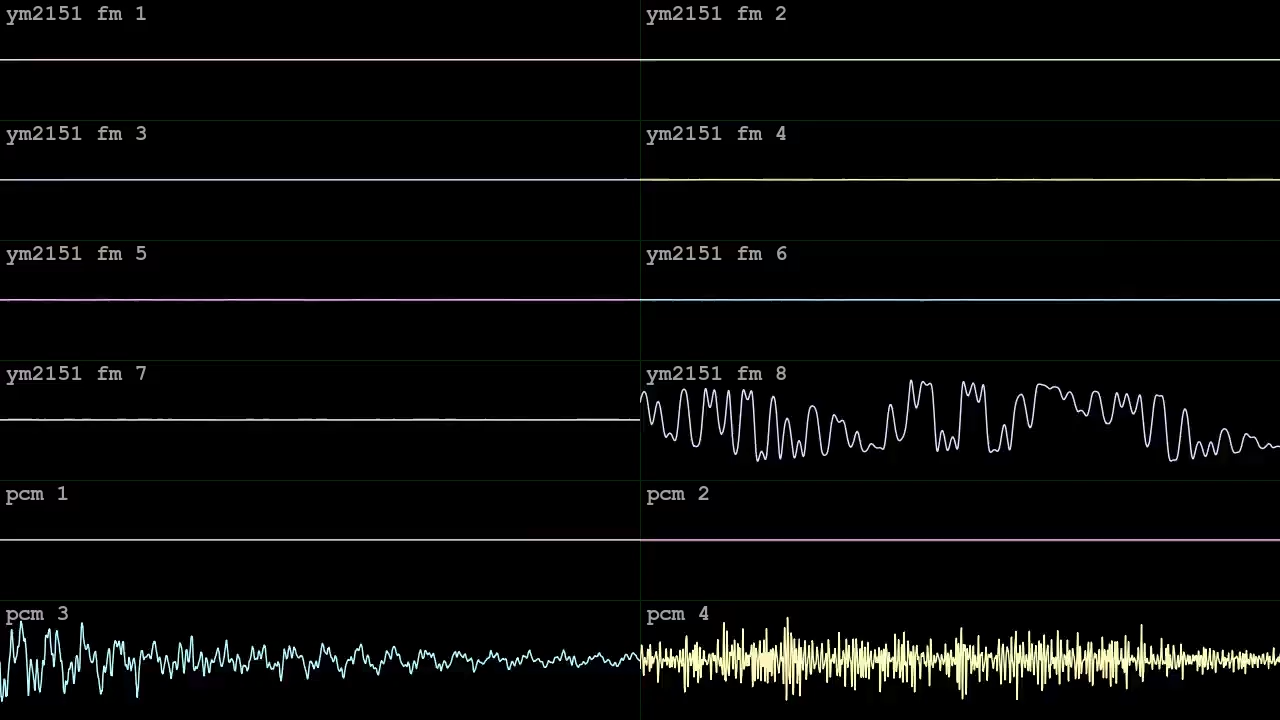 ym2151 fm 1
ym2151 fm 2
ym2151 fm 3
ym2151 fm 4
ym2151 fm 5
ym2151 fm 6
ym2151 fm 7
ym2151 fm 8
pcm 1
pcm 2
pcm 3
pcm 4